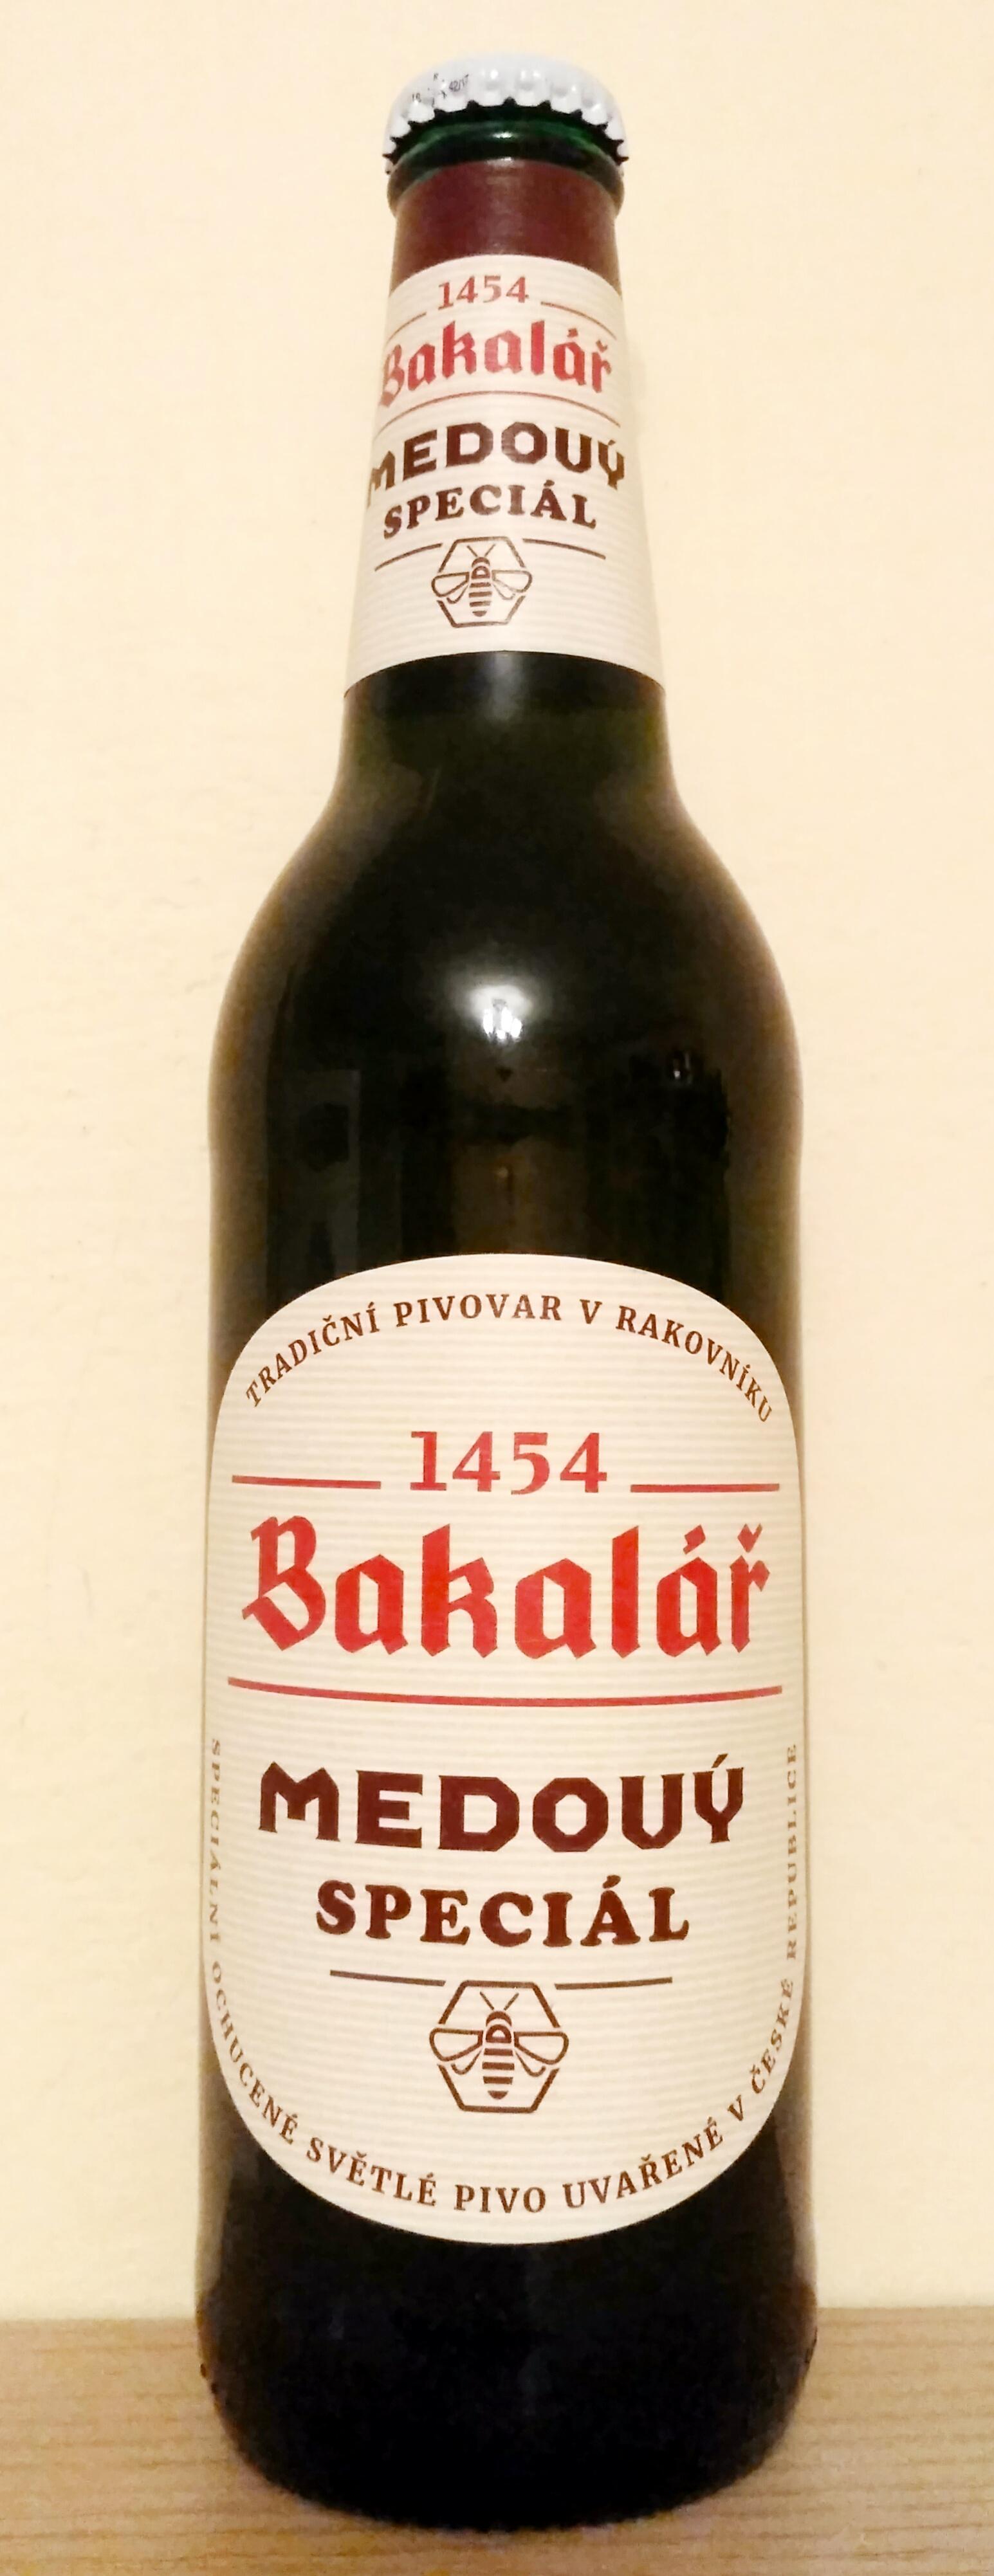 1454
Bakalář
MEDOVÝ
SPECIÁL
TRADIČNÍ PIVOVAR V RAKOVNÍKU
1454
Bakalář
MEDOVÝ
SPECIÁL
SPECIÁLNÍ OCHUCENÉ SVĚTLÉ PIVO UVAŘENÉ V ČESKÉ REPUBLICE